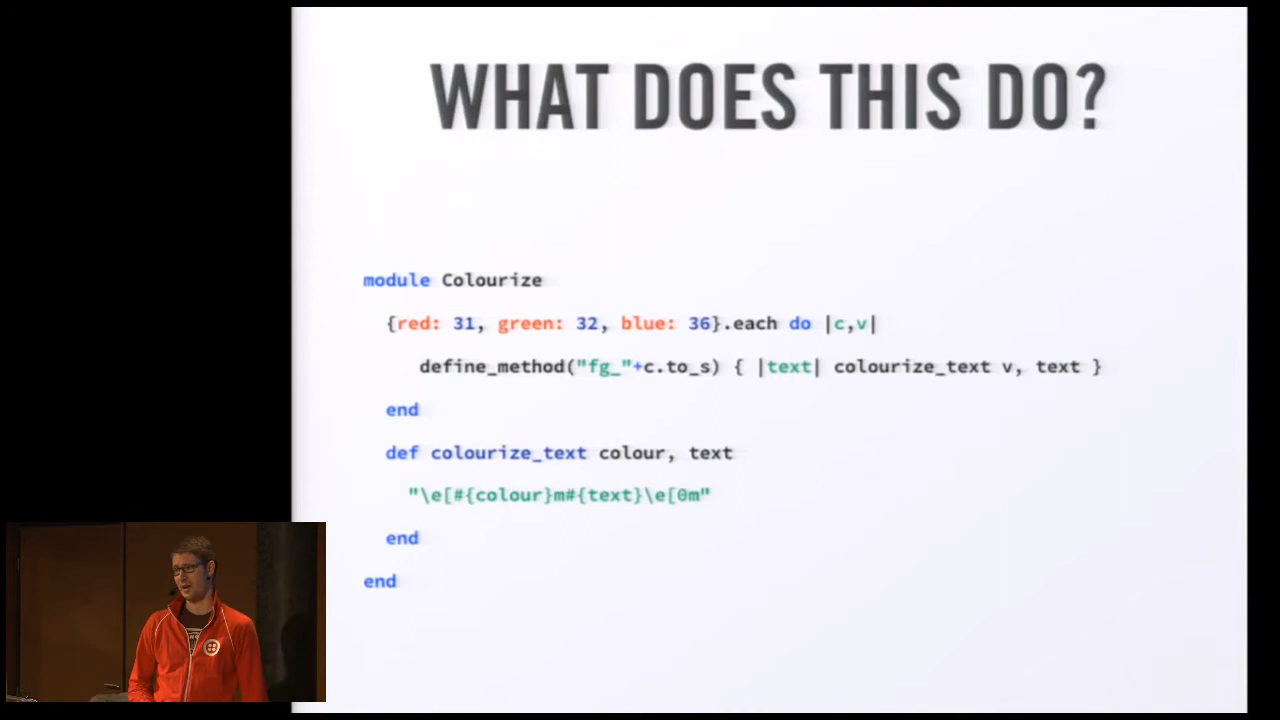 WHAT DOES THIS DO?
module Colourize
{red: 31, green: 32, blue: 36}.each do |c,v|
define_method("fg_"+c.to_s) { |text| colourize_text v, text }
end
def colourize_text colour, text
"\e[#{colour}m#{text}\e[0m"
end
end